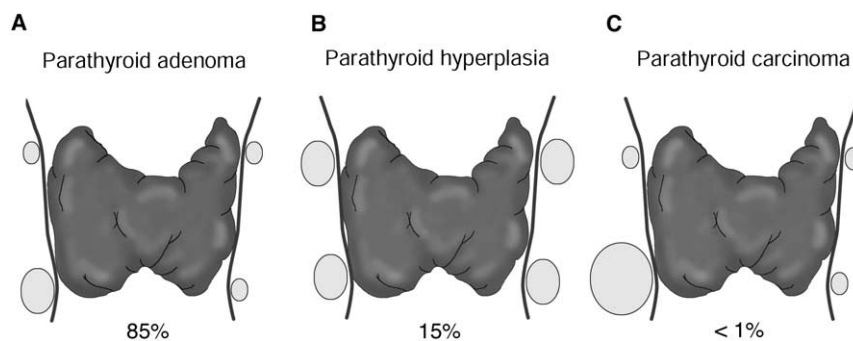 A
Parathyroid adenoma
85%
B
Parathyroid hyperplasia
15%
C
Parathyroid carcinoma
< 1%